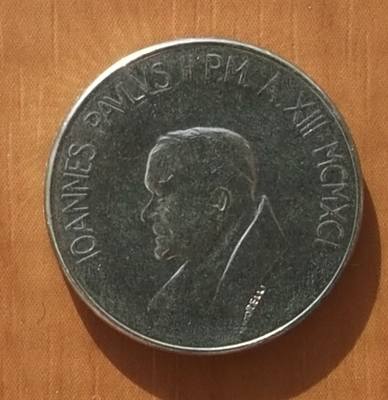 IOANNES PAVLVS II P.M. A. XIII MCMXCI